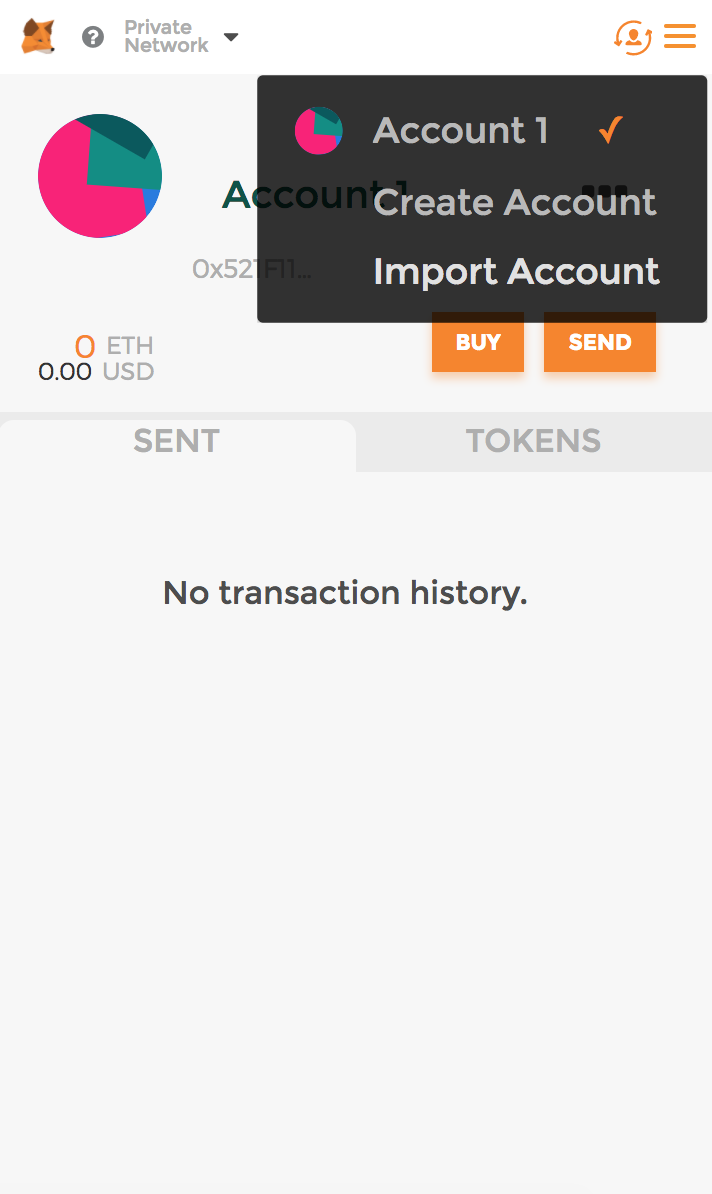 Private
Network
Account 1
Account 1
Create Account
0x521F11...
Import Account
0 ETH
0.00 USD
BUY
SEND
SENT
TOKENS
No transaction history.